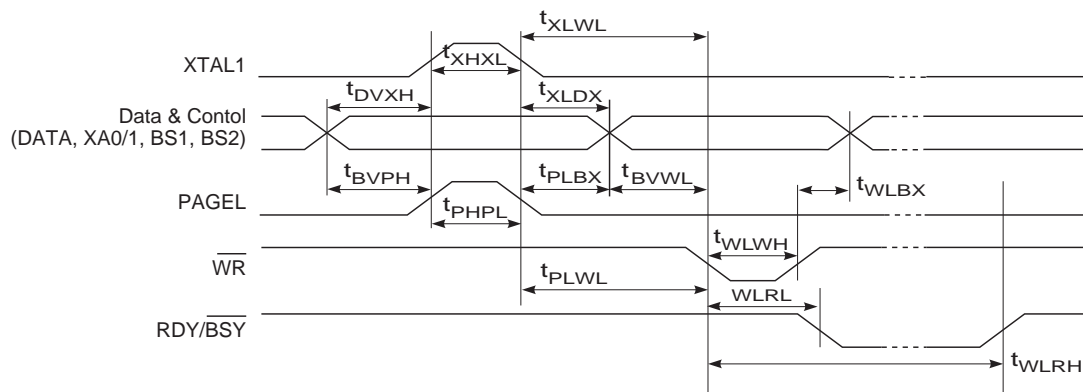 tXLWL
XTAL1
tXHXL
tDVXH
tXLDX
Data & Contol
(DATA, XA0/1, BS1, BS2)
tBVPH
tPLBX
tBVWL
tWLBX
PAGEL
tPHPL
WR
tWLWH
tPLWL
WLRL
RDY/BSY
tWLRH